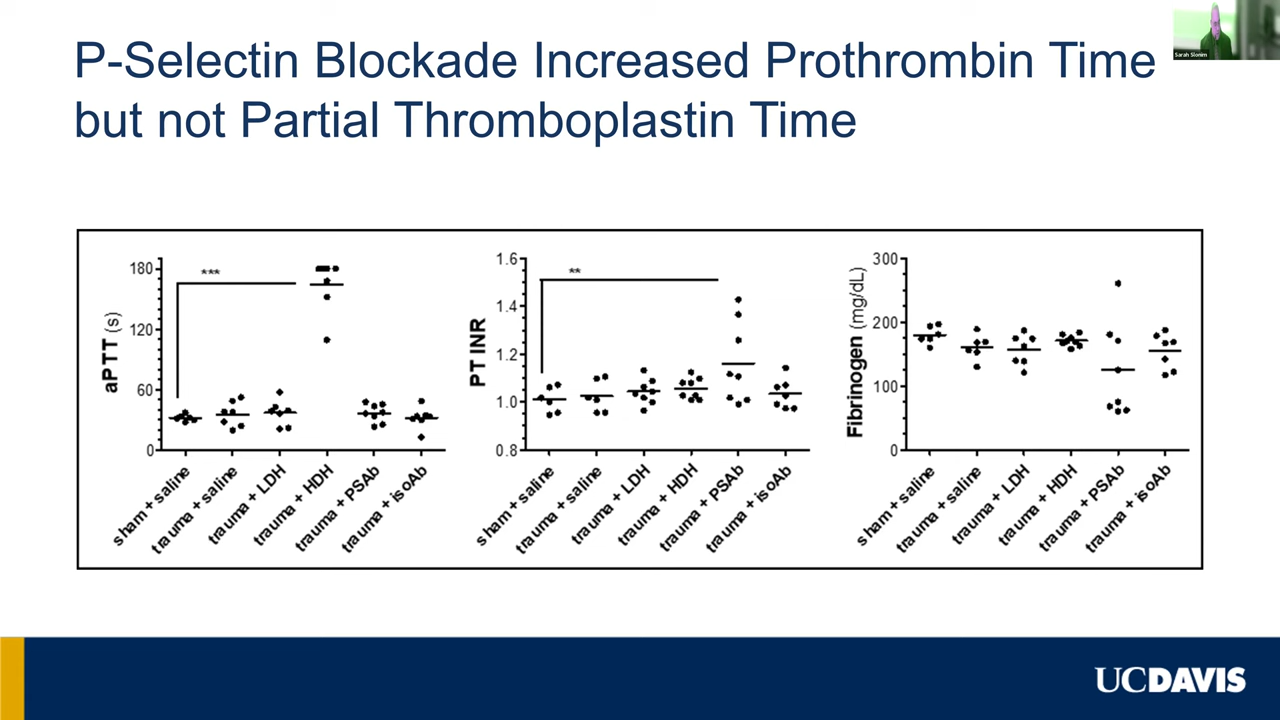 P-Selectin Blockade Increased Prothrombin Time
but not Partial Thromboplastin Time
Sarah Slonim
aPTT (s)
180
120
60
0
***
sham + saline
trauma + saline
trauma + LDH
trauma + HDH
trauma + PSAb
trauma + isoAb
PT INR
1.6
1.4
1.2
1.0
0.8
**
sham + saline
trauma + saline
trauma + LDH
trauma + HDH
trauma + PSAb
trauma + isoAb
Fibrinogen (mg/dL)
300
200
100
0
sham + saline
trauma + saline
trauma + LDH
trauma + HDH
trauma + PSAb
trauma + isoAb
UCDAVIS